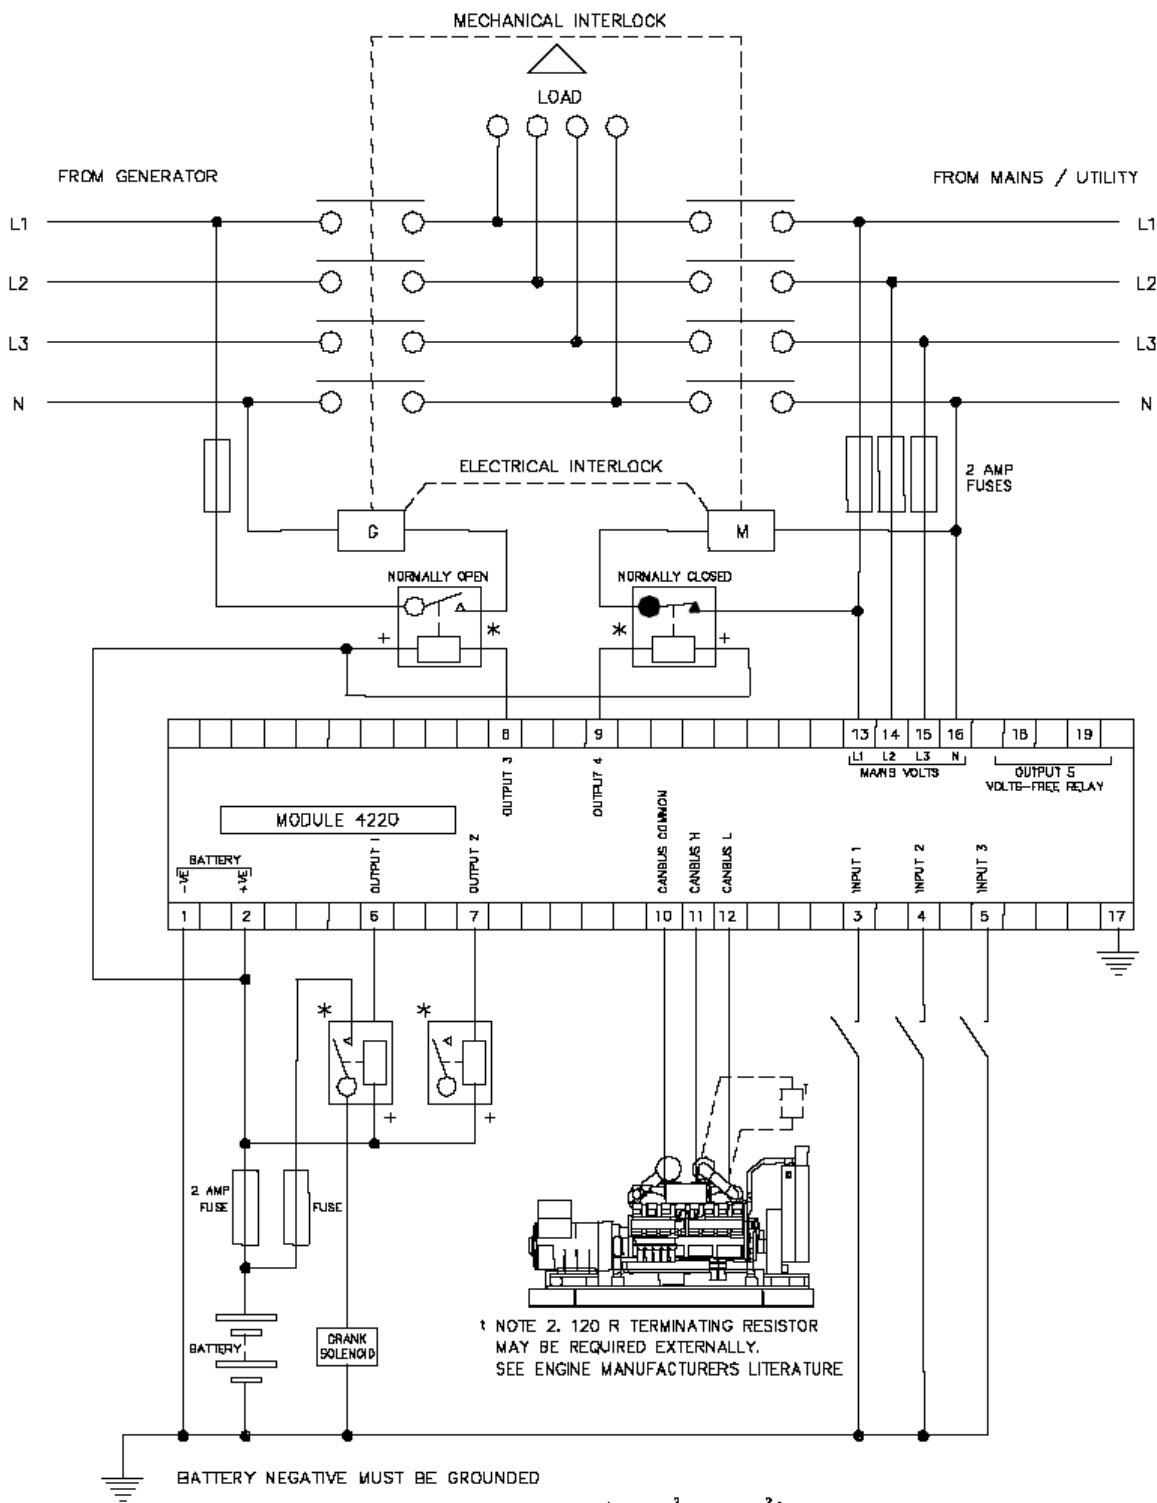 MECHANICAL INTERLOCK
LOAD
FROM GENERATOR
FROM MAINS / UTILITY
L1
L1
L2
L2
L3
L3
N
N
ELECTRICAL INTERLOCK
2 AMP
FUSES
G
M
NORMALLY OPEN
NORMALLY CLOSED
+
*
*
+
8
9
13
14
15
16
18
19
L1
L2
L3
N
MAINS VOLTS
OUTPUT 5
VOLTS-FREE RELAY
OUTPUT 3
OUTPUT 4
MODULE 4220
BATTERY
-VE
+VE
OUTPUT 1
OUTPUT 2
CANBUS COMMON
CANBUS H
CANBUS L
INPUT 1
INPUT 2
INPUT 3
1
2
6
7
10
11
12
3
4
5
17
*
*
+
+
2 AMP
FUSE
FUSE
BATTERY
CRANK
SOLENOID
t NOTE 2. 120 R TERMINATING RESISTOR
MAY BE REQUIRED EXTERNALLY.
SEE ENGINE MANUFACTURERS LITERATURE
BATTERY NEGATIVE MUST BE GROUNDED